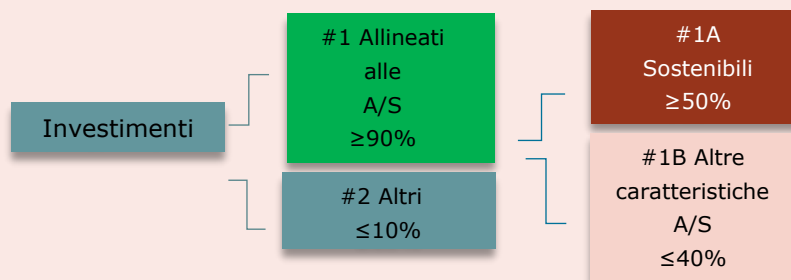 Investimenti
#1 Allineati
alle
A/S
≥90%
#2 Altri
≤10%
#1A
Sostenibili
≥50%
#1B Altre
caratteristiche
A/S
≤40%